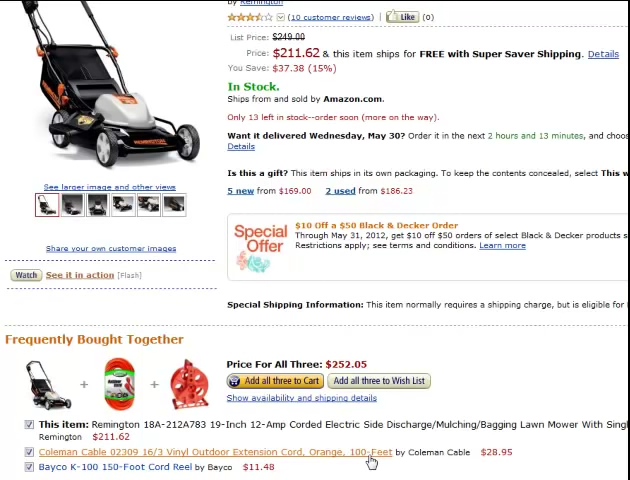 by Remington
(10 customer reviews) | Like (0)
List Price: $249.00
Price: $211.62 & this item ships for FREE with Super Saver Shipping. Details
You Save: $37.38 (15%)
In Stock.
Ships from and sold by Amazon.com.
Only 13 left in stock--order soon (more on the way).
Want it delivered Wednesday, May 30? Order it in the next 2 hours and 13 minutes, and choos
Details
Is this a gift? This item ships in its own packaging. To keep the contents concealed, select This w
See larger image and other views
5 new from $169.00 2 used from $186.23
Share your own customer images
Special Offer
$10 Off a $50 Black & Decker Order
Through May 31, 2012, get $10 off $50 orders of select Black & Decker products s
Restrictions apply; see terms and conditions. Learn more
Watch See it in action [Flash]
Special Shipping Information: This item normally requires a shipping charge, but is eligible for
Frequently Bought Together
Price For All Three: $252.05
Add all three to Cart Add all three to Wish List
Show availability and shipping details
This item: Remington 18A-212A783 19-Inch 12-Amp Corded Electric Side Discharge/Mulching/Bagging Lawn Mower With Singl
Remington $211.62
Coleman Cable 02309 16/3 Vinyl Outdoor Extension Cord, Orange, 100-Feet by Coleman Cable $28.95
Bayco K-100 150-Foot Cord Reel by Bayco $11.48